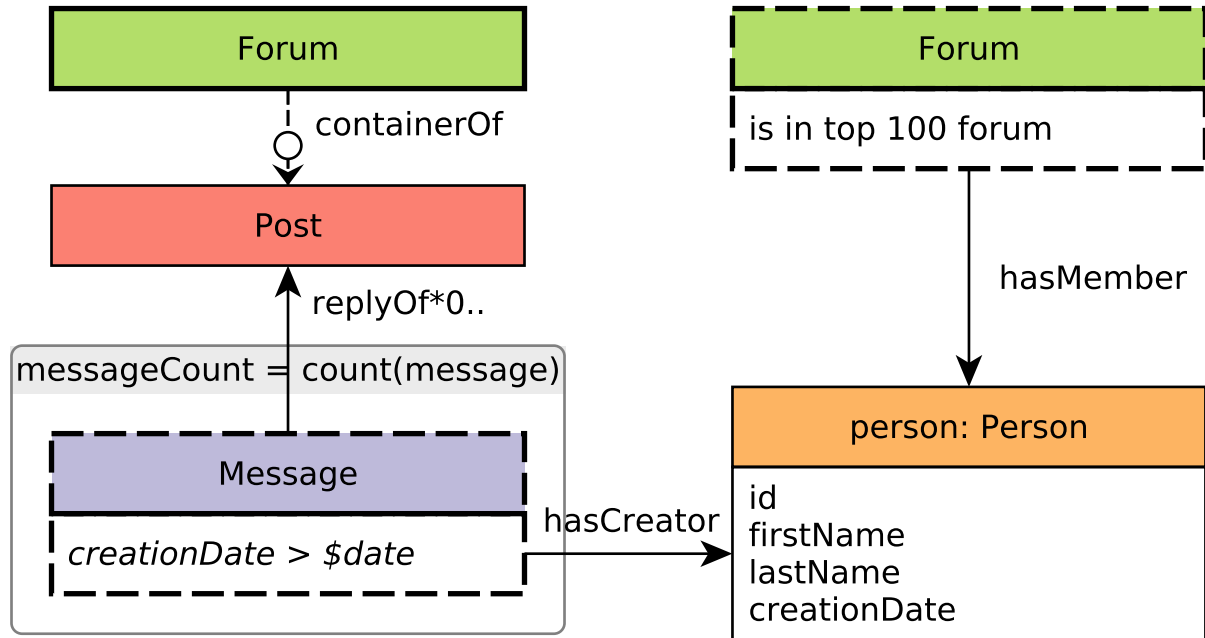 Forum
containerOf
Post
replyOf*0..
messageCount = count(message)
Message
creationDate > $date
hasCreator
Forum
is in top 100 forum
hasMember
person: Person
id
firstName
lastName
creationDate